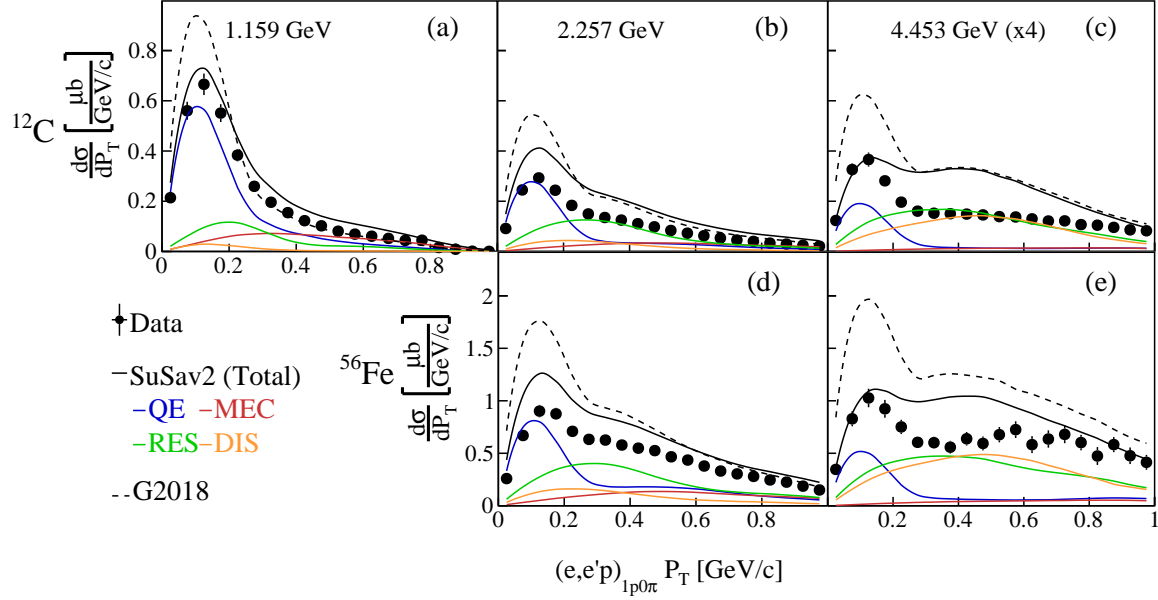 1.159 GeV (a)
2.257 GeV (b)
4.453 GeV (x4) (c)
0.8
0.6
0.4
0.2
0
¹²C
dσ/dP_T [μb/GeV/c]
0 0.2 0.4 0.6 0.8
(d)
(e)
2
1.5
1
0.5
0
⁵⁶Fe
dσ/dP_T [μb/GeV/c]
Data
SuSav2 (Total)
QE MEC
RES DIS
G2018
0 0.2 0.4 0.6 0.8
0.2 0.4 0.6 0.8 1
(e,e'p)_1p0π P_T [GeV/c]